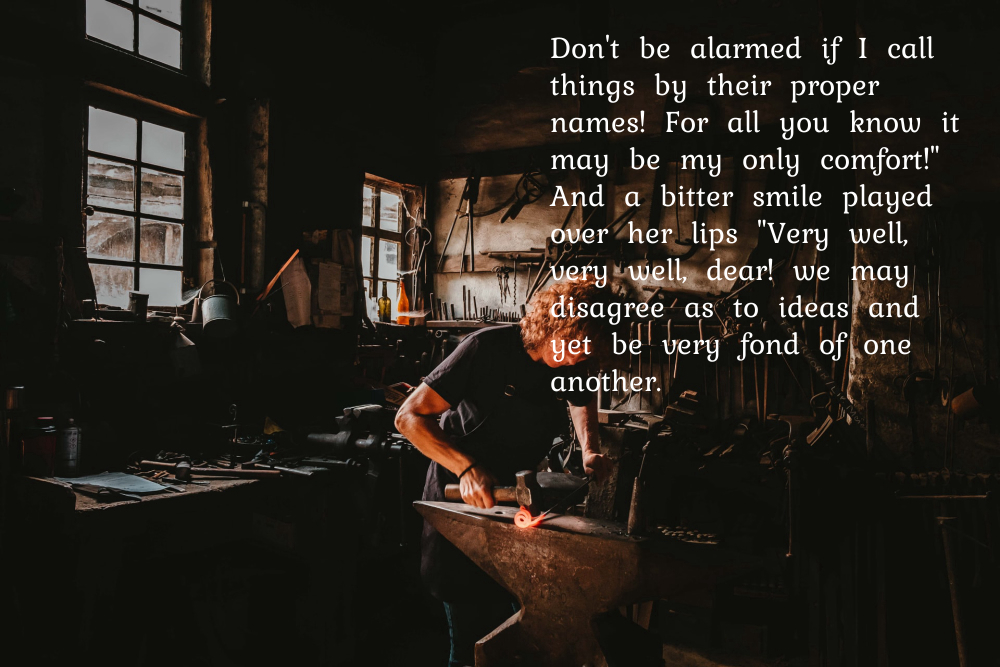 Don't be alarmed if I call
things by their proper
names! For all you know it
may be my only comfort!"
And a bitter smile played
over her lips "Very well,
very well, dear! we may
disagree as to ideas and
yet be very fond of one
another.